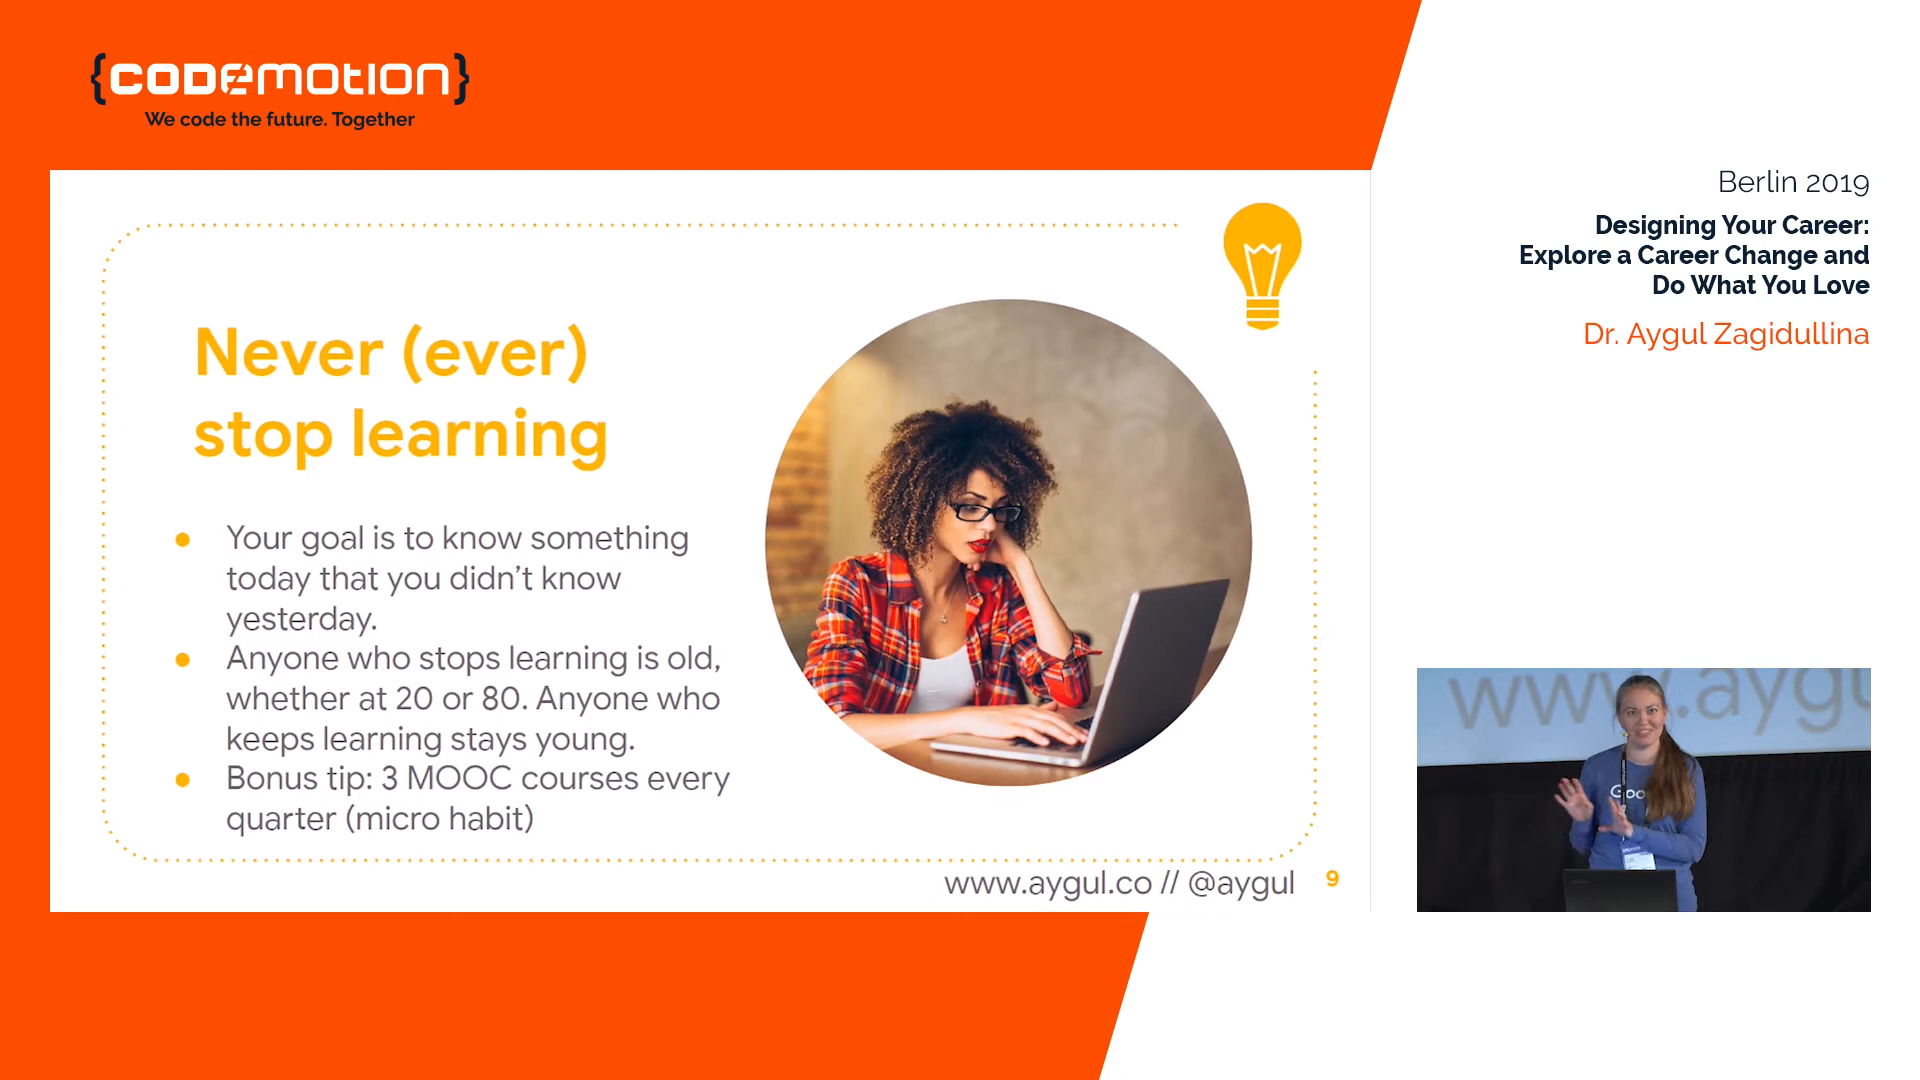 {codemotion}
We code the future. Together
Berlin 2019
Designing Your Career:
Explore a Career Change and
Do What You Love
Dr. Aygul Zagidullina
Never (ever)
stop learning
● Your goal is to know something
today that you didn’t know
yesterday.
● Anyone who stops learning is old,
whether at 20 or 80. Anyone who
keeps learning stays young.
● Bonus tip: 3 MOOC courses every
quarter (micro habit)
www.aygul.co // @aygul
9
www.aygu
Goo